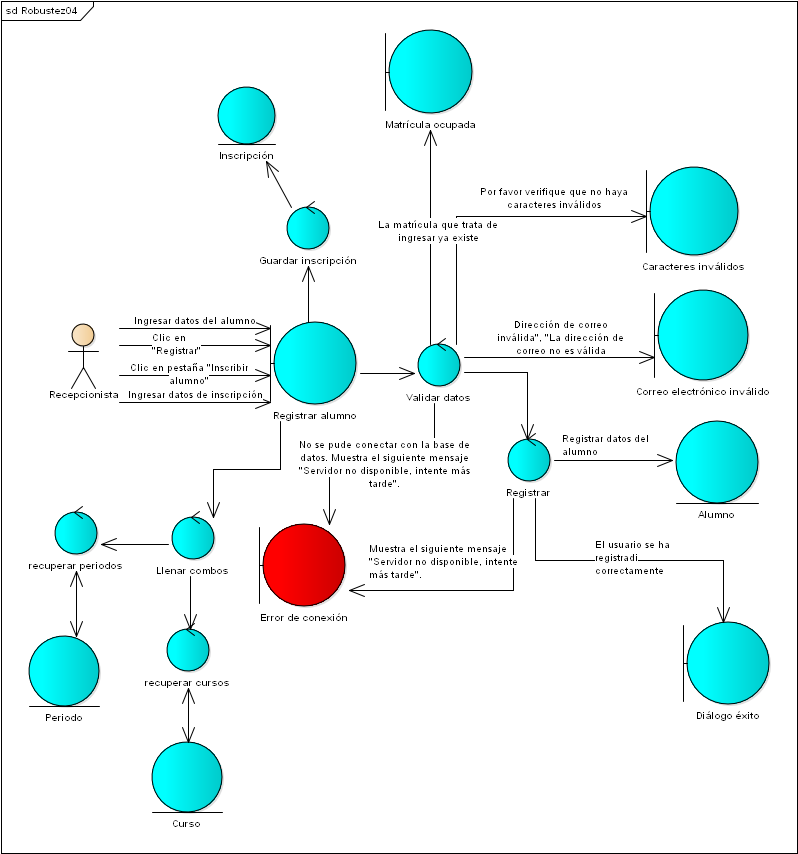 sd Robustez04
Matrícula ocupada
Inscripción
Por favor verifique que no haya
caracteres inválidos
La matrícula que trata de
ingresar ya existe
Guardar inscripción
Caracteres inválidos
Ingresar datos del alumno
Clic en
"Registrar"
Clic en pestaña "Inscribir
alumno"
Ingresar datos de inscripción
Recepcionista
Registrar alumno
Dirección de correo
inválida", "La dirección de
correo no es válida
Validar datos
Correo electrónico inválido
No se pude conectar con la base de
datos. Muestra el siguiente mensaje
"Servidor no disponible, intente más
tarde".
Registrar datos del
alumno
Registrar
Alumno
recuperar periodos
Llenar combos
Muestra el siguiente mensaje
"Servidor no disponible, intente
más tarde".
El usuario se ha
registradi
correctamente
Error de conexión
recuperar cursos
Periodo
Diálogo éxito
Curso